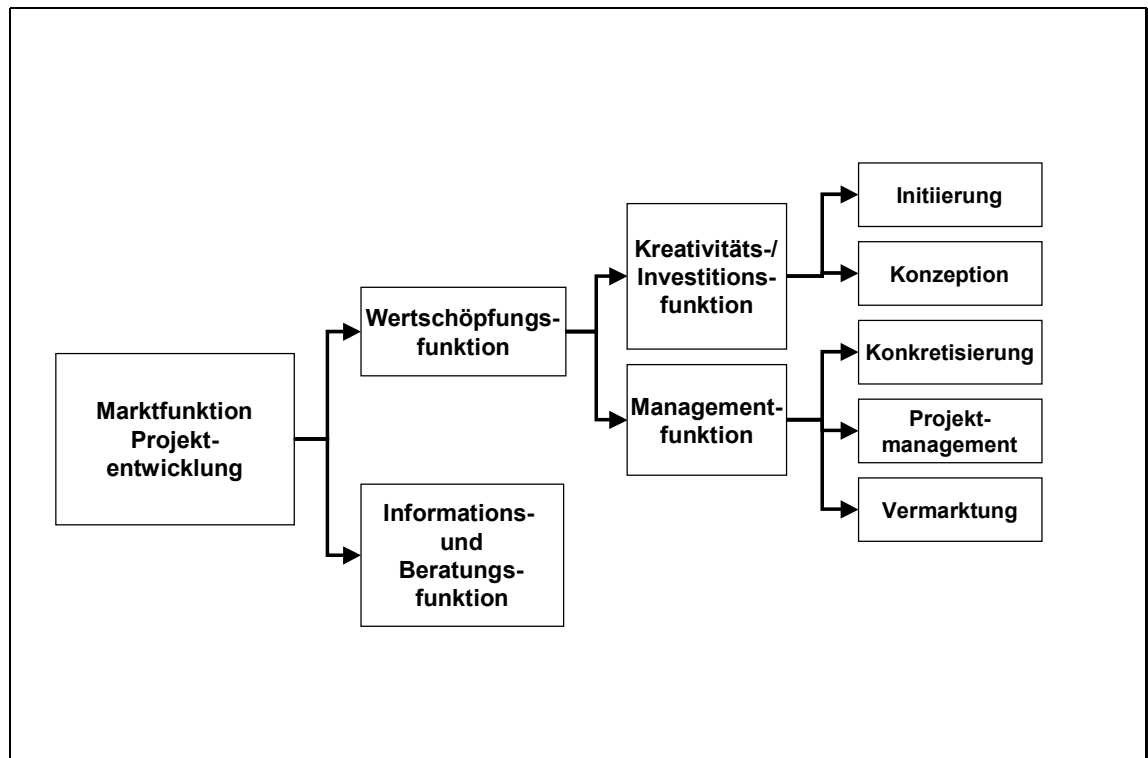 Marktfunktion
Projekt-
entwicklung
Wertschöpfungs-
funktion
Informations-
und
Beratungs-
funktion
Kreativitäts-/
Investitions-
funktion
Management-
funktion
Initiierung
Konzeption
Konkretisierung
Projekt-
management
Vermarktung